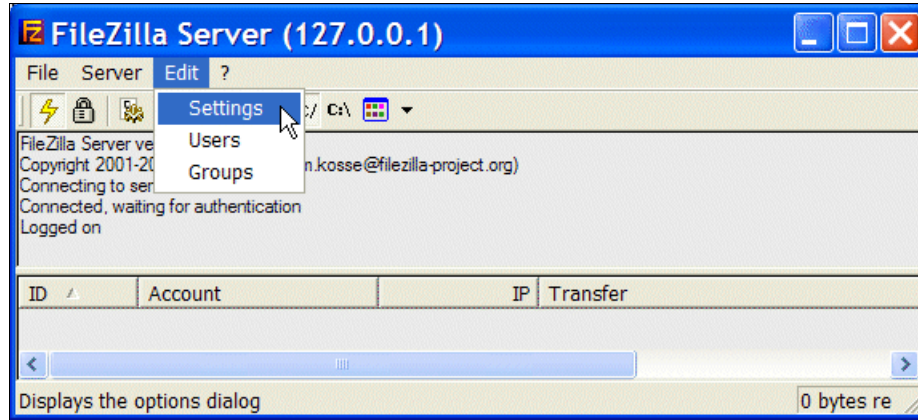 FileZilla Server (127.0.0.1)
File Server Edit ?
Settings
Users
Groups
/ C:\
FileZilla Server ve
Copyright 2001-20 m.kosse@filezilla-project.org)
Connecting to ser
Connected, waiting for authentication
Logged on
ID Account IP Transfer
Displays the options dialog 0 bytes re